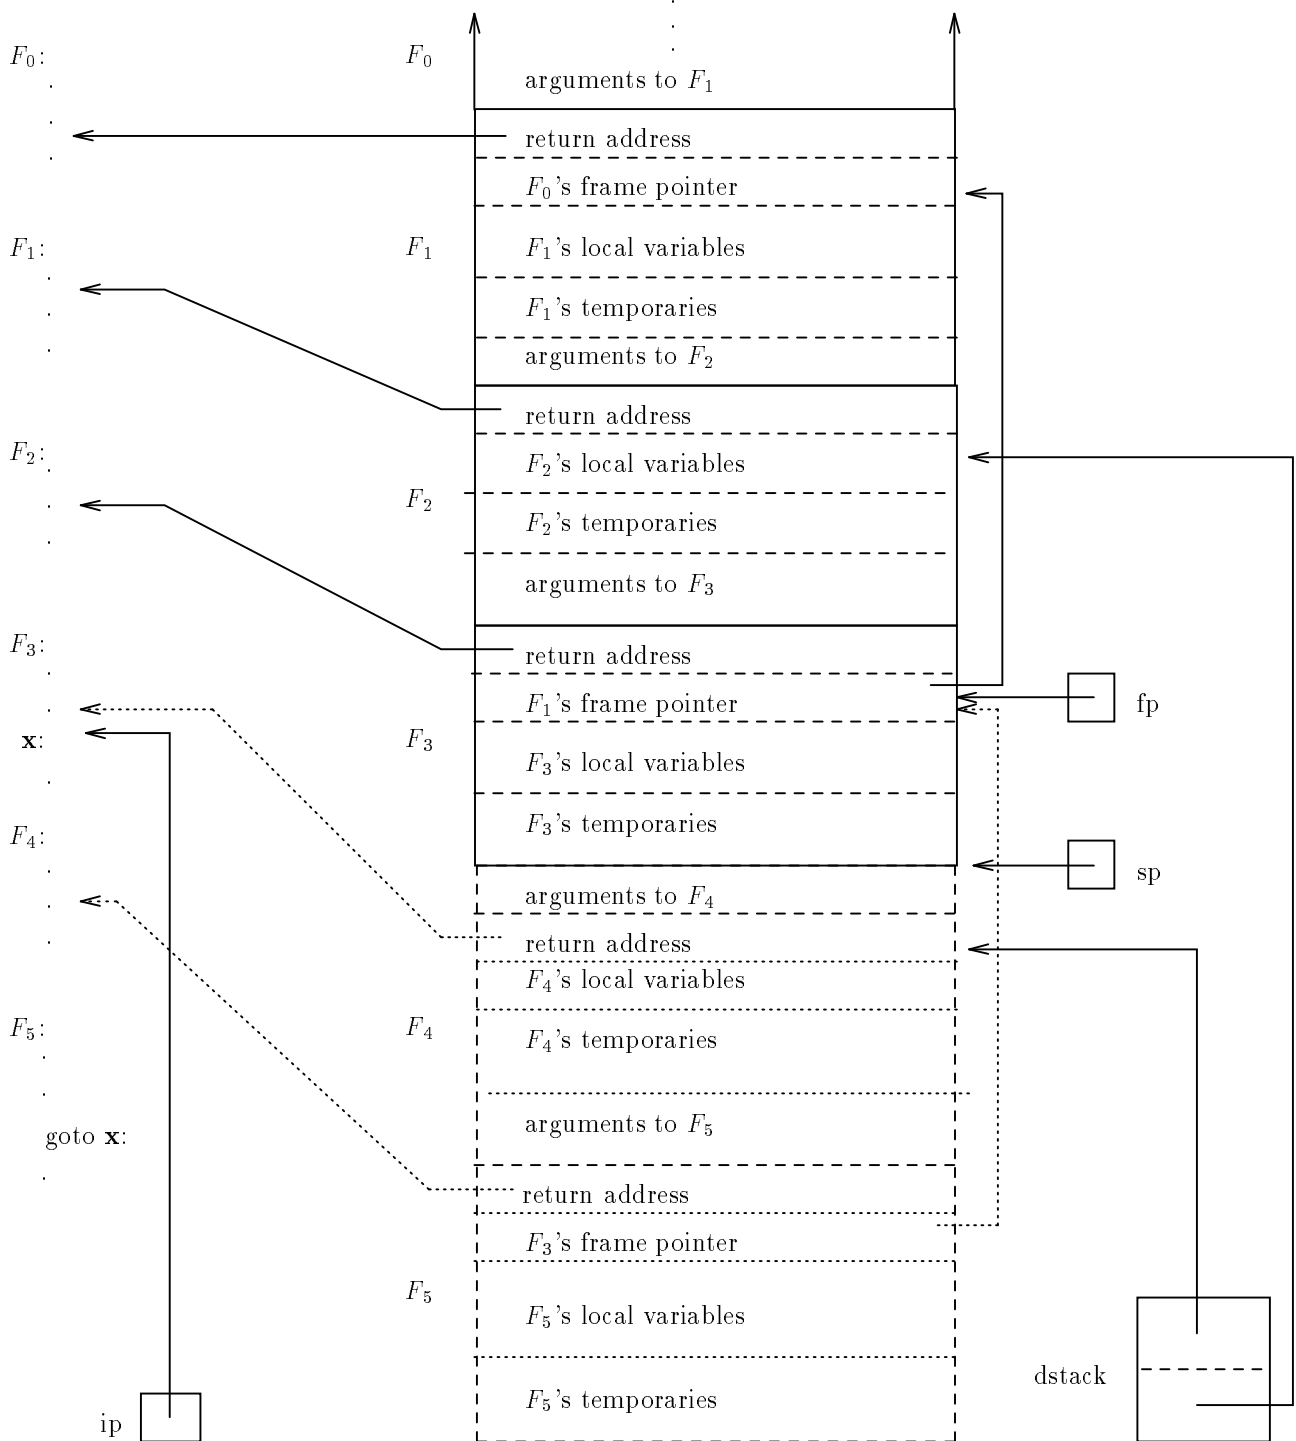 F₀:
F₀
arguments to F₁
return address
F₀'s frame pointer
F₁:
F₁
F₁'s local variables
F₁'s temporaries
arguments to F₂
return address
F₂:
F₂'s local variables
F₂
F₂'s temporaries
arguments to F₃
F₃:
return address
F₁'s frame pointer
fp
x:
F₃
F₃'s local variables
F₃'s temporaries
F₄:
sp
arguments to F₄
return address
F₄'s local variables
F₅:
F₄
F₄'s temporaries
goto x:
arguments to F₅
return address
F₃'s frame pointer
F₅
F₅'s local variables
dstack
F₅'s temporaries
ip